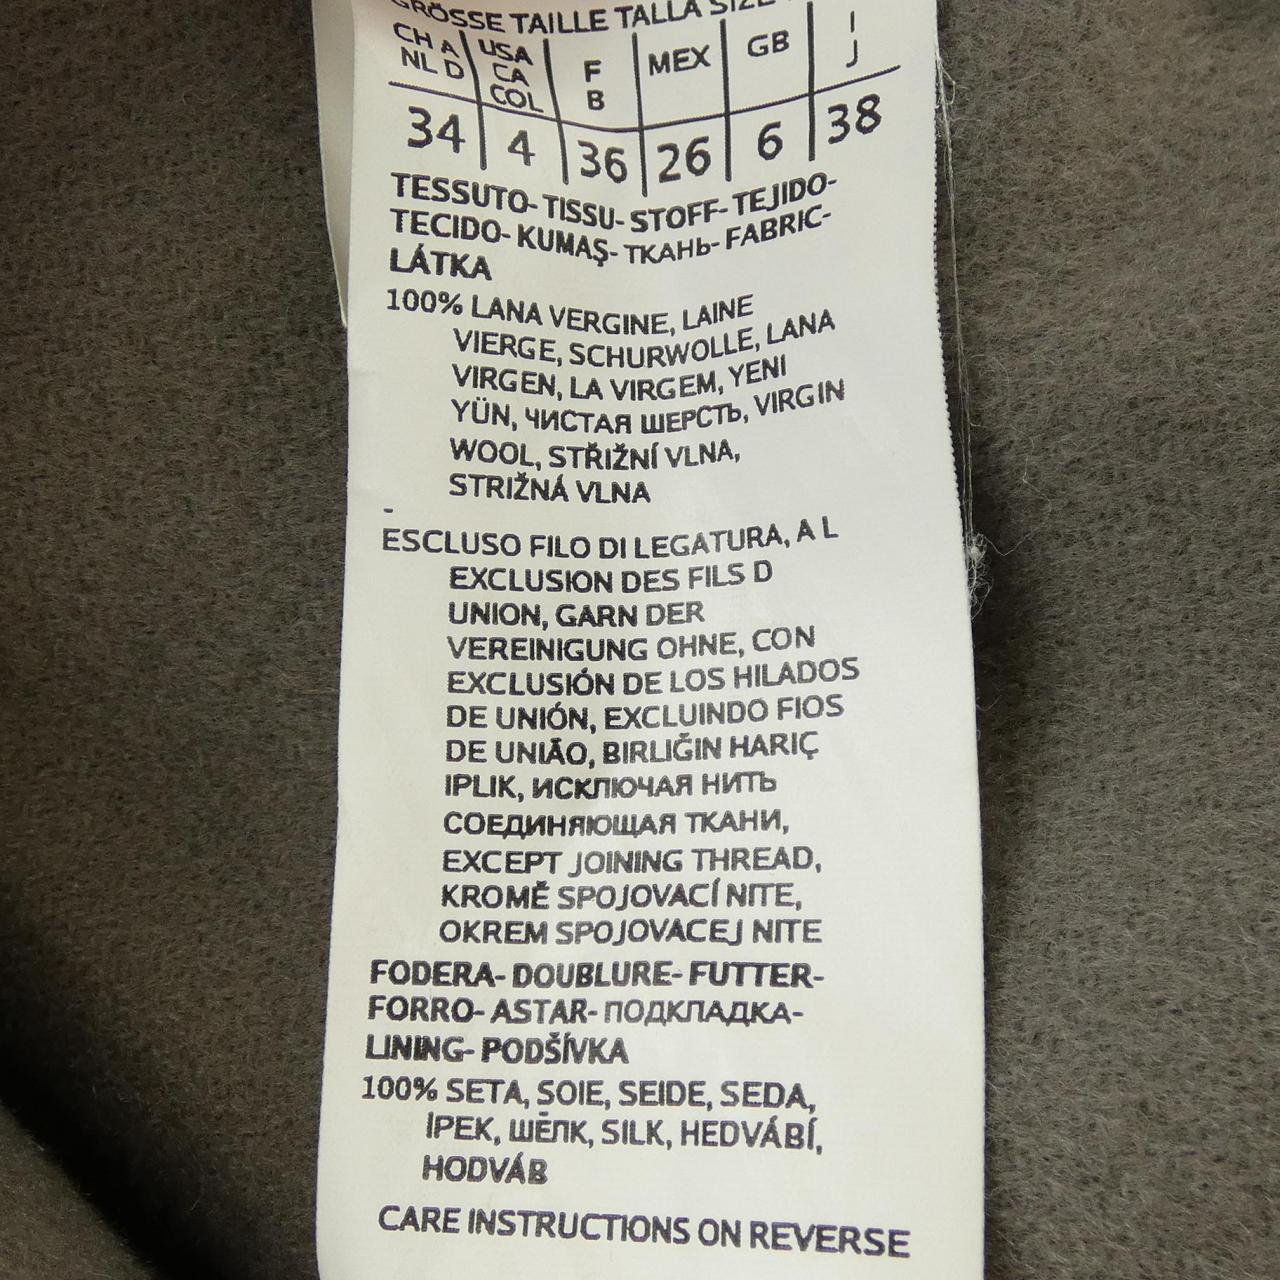 GRÖSSE TAILLE TALLA SIZE
CH A USA F MEX GB I
NL D CA B J
COL
34 4 36 26 6 38
TESSUTO- TISSU- STOFF- TEJIDO-
TECIDO- KUMAŞ- ТКАНЬ- FABRIC-
LÁTKA
100% LANA VERGINE, LAINE
VIERGE, SCHURWOLLE, LANA
VIRGEN, LA VIRGEM, YENI
YÜN, ЧИСТАЯ ШЕРСТЬ, VIRGIN
WOOL, STŘIŽNÍ VLNA,
STRIŽNÁ VLNA
-
ESCLUSO FILO DI LEGATURA, A L
EXCLUSION DES FILS D
UNION, GARN DER
VEREINIGUNG OHNE, CON
EXCLUSIÓN DE LOS HILADOS
DE UNIÓN, EXCLUINDO FIOS
DE UNIÃO, BIRLIĞIN HARIÇ
IPLIK, ИСКЛЮЧАЯ НИТЬ
СОЕДИНЯЮЩАЯ ТКАНИ,
EXCEPT JOINING THREAD,
KROMĚ SPOJOVACÍ NITE,
OKREM SPOJOVACEJ NITE
FODERA- DOUBLURE- FUTTER-
FORRO- ASTAR- ПОДКЛАДКА-
LINING- PODŠÍVKA
100% SETA, SOIE, SEIDE, SEDA,
İPEK, ШЁЛК, SILK, HEDVÁBÍ,
HODVÁB
CARE INSTRUCTIONS ON REVERSE